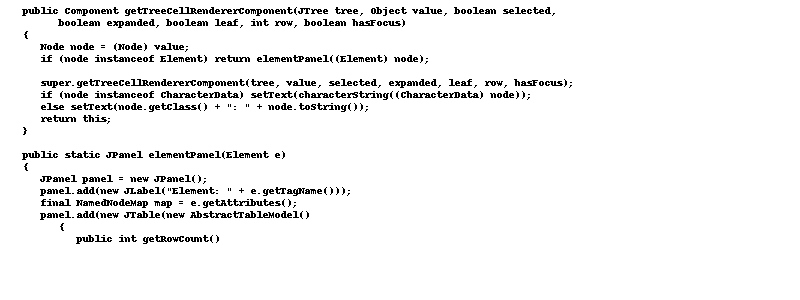 public Component getTreeCellRendererComponent(JTree tree, Object value, boolean selected,
boolean expanded, boolean leaf, int row, boolean hasFocus)
{
Node node = (Node) value;
if (node instanceof Element) return elementPanel((Element) node);
super.getTreeCellRendererComponent(tree, value, selected, expanded, leaf, row, hasFocus);
if (node instanceof CharacterData) setText(characterString((CharacterData) node));
else setText(node.getClass() + ": " + node.toString());
return this;
}
public static JPanel elementPanel(Element e)
{
JPanel panel = new JPanel();
panel.add(new JLabel("Element: " + e.getTagName()));
final NamedNodeMap map = e.getAttributes();
panel.add(new JTable(new AbstractTableModel()
{
public int getRowCount()